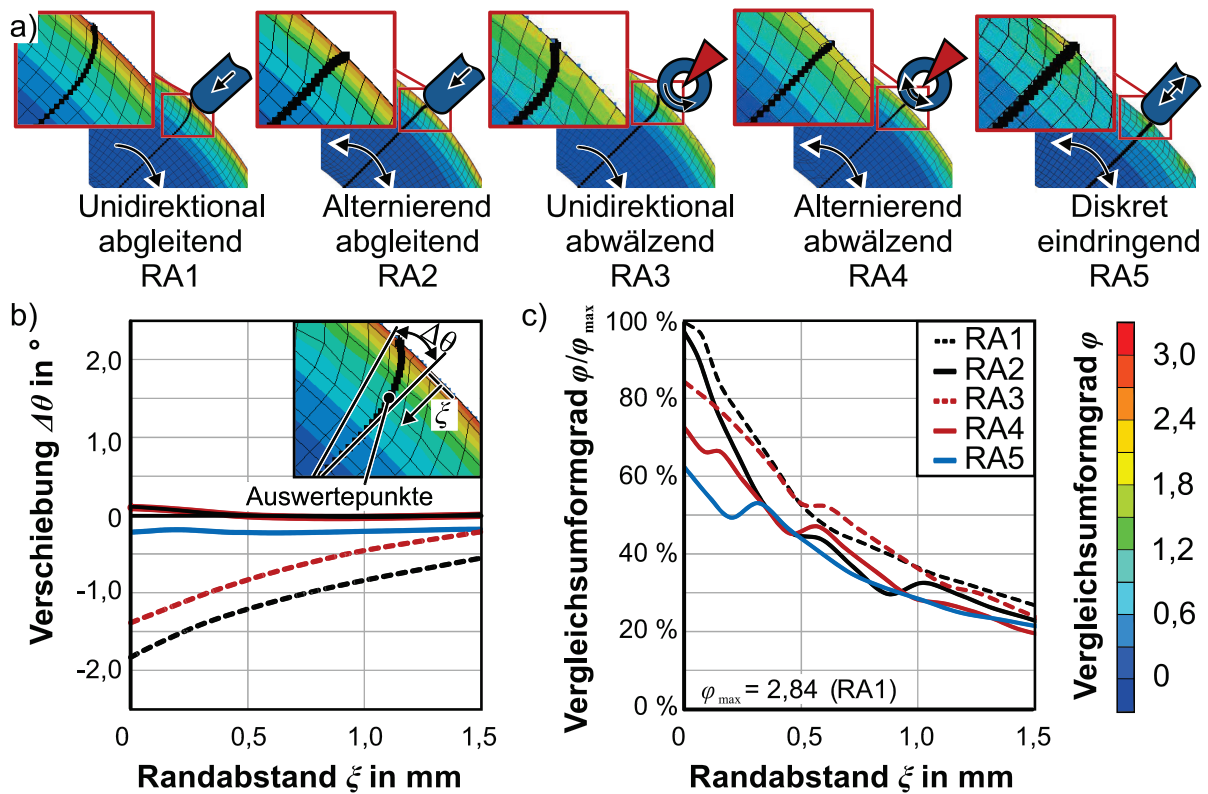 a)
Unidirektional
abgleitend
RA1
Alternierend
abgleitend
RA2
Unidirektional
abwälzend
RA3
Alternierend
abwälzend
RA4
Diskret
eindringend
RA5
b)
Verschiebung Δθ in °
2,0
1,0
0
-1,0
-2,0
0
0,5
1,0
1,5
Randabstand ξ in mm
Δθ
ξ
Auswertepunkte
c)
Vergleichsumformgrad φ/φmax
100 %
80 %
60 %
40 %
20 %
0 %
0
0,5
1,0
1,5
Randabstand ξ in mm
RA1
RA2
RA3
RA4
RA5
φmax = 2,84 (RA1)
Vergleichsumformgrad φ
3,0
2,4
1,8
1,2
0,6
0